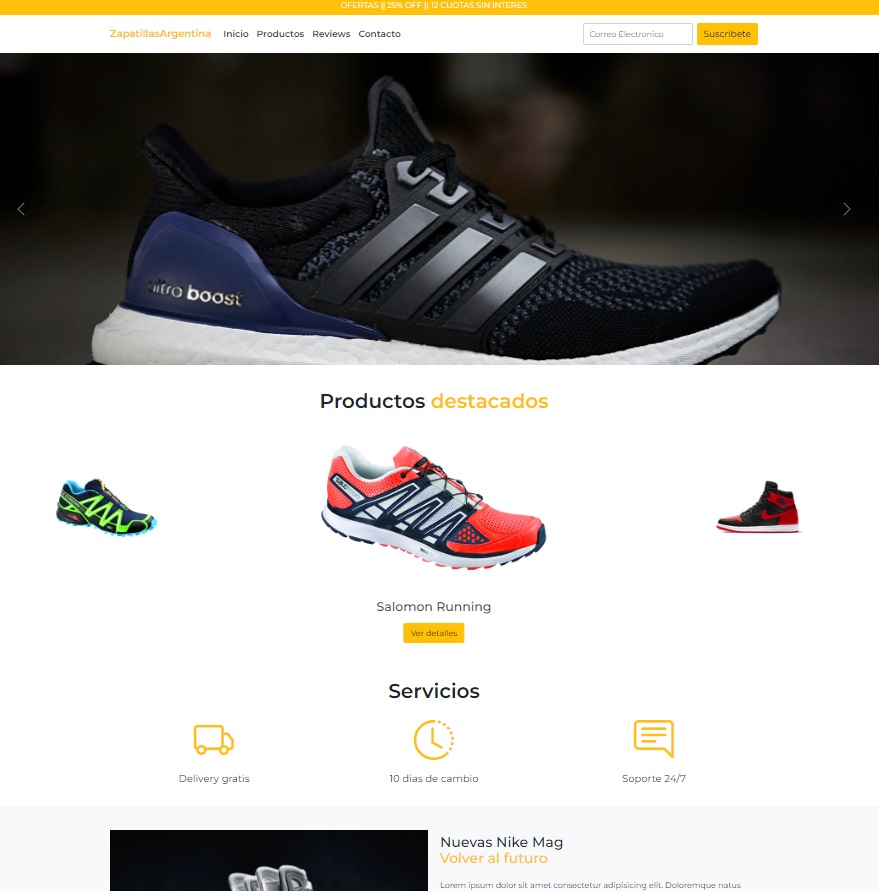 OFERTAS || 25% OFF || 12 CUOTAS SIN INTERES
ZapatillasArgentina Inicio Productos Reviews Contacto Correo Electronico Suscribete
ultra boost
Productos destacados
Salomon Running
Ver detalles
Servicios
Delivery gratis 10 dias de cambio Soporte 24/7
Nuevas Nike Mag
Volver al futuro
Lorem ipsum dolor sit amet consectetur adipisicing elit. Doloremque natus